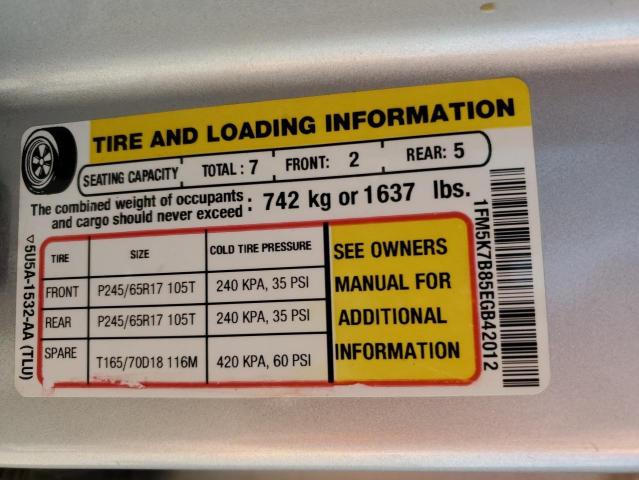 TIRE AND LOADING INFORMATION
SEATING CAPACITY TOTAL : 7 FRONT: 2 REAR: 5
The combined weight of occupants
and cargo should never exceed : 742 kg or 1637 lbs.
TIRE SIZE COLD TIRE PRESSURE
FRONT P245/65R17 105T 240 KPA, 35 PSI
REAR P245/65R17 105T 240 KPA, 35 PSI
SPARE T165/70D18 116M 420 KPA, 60 PSI
SEE OWNERS
MANUAL FOR
ADDITIONAL
INFORMATION
▽5U5A-1532-AA (TLU)
1FM5K7B85EGB42012